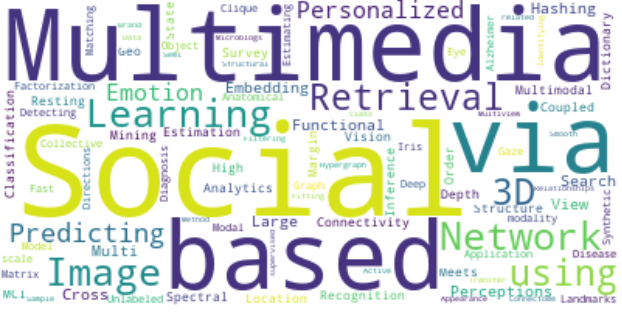 Multimedia
Personalized
Hashing
Clique
Brand
State
Matching
Data
Object
Semi
Geo
Survey
MicroBlogs
Structural
Estimating
Eye
Alzheimer
related
Identifying
Dictionary
Factorization
Emotion
Embedding
Retrieval
Multimodal
Resting
Anatomical
Detecting
Learning
Coupled
Classification
Mining
Estimation
Functional
Class
Multiview
via
Smooth
Collective
Filtering
Vision
Margin
Iris
Social
Directions
Diagnosis
High
Hypergraph
Inference
Order
Gaze
Fast
Analytics
Graph
Deep
Depth
3D
Relationships
Search
Fitting
Structure
View
Synthetic
Predicting
Method
Modal
Large
Connectivity
modality
based
Network
Model
Multi
supervised
Application
Disease
scale
Image
Meets
using
Matrix
Active
Transfer
MCI
Cross
Perceptions
Sample
Unlabeled
Spectral
Location
Recognition
Appearance
Connectome
Landmarks